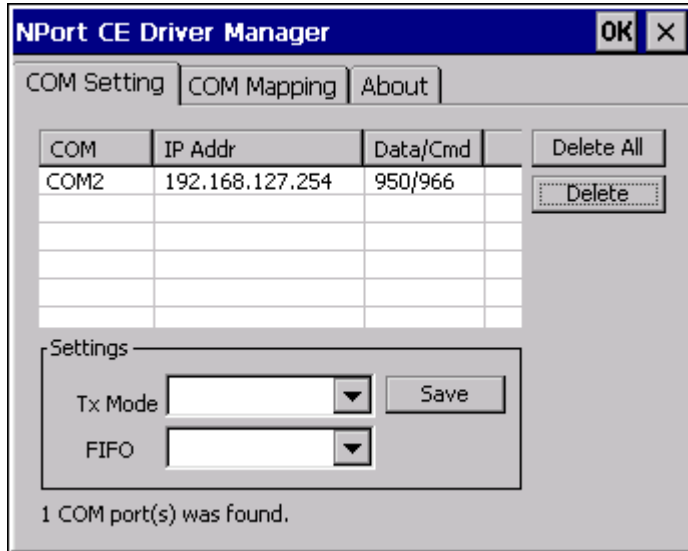 NPort CE Driver Manager OK ×
COM Setting COM Mapping About
COM IP Addr Data/Cmd Delete All
COM2 192.168.127.254 950/966 Delete
Settings
Tx Mode Save
FIFO
1 COM port(s) was found.